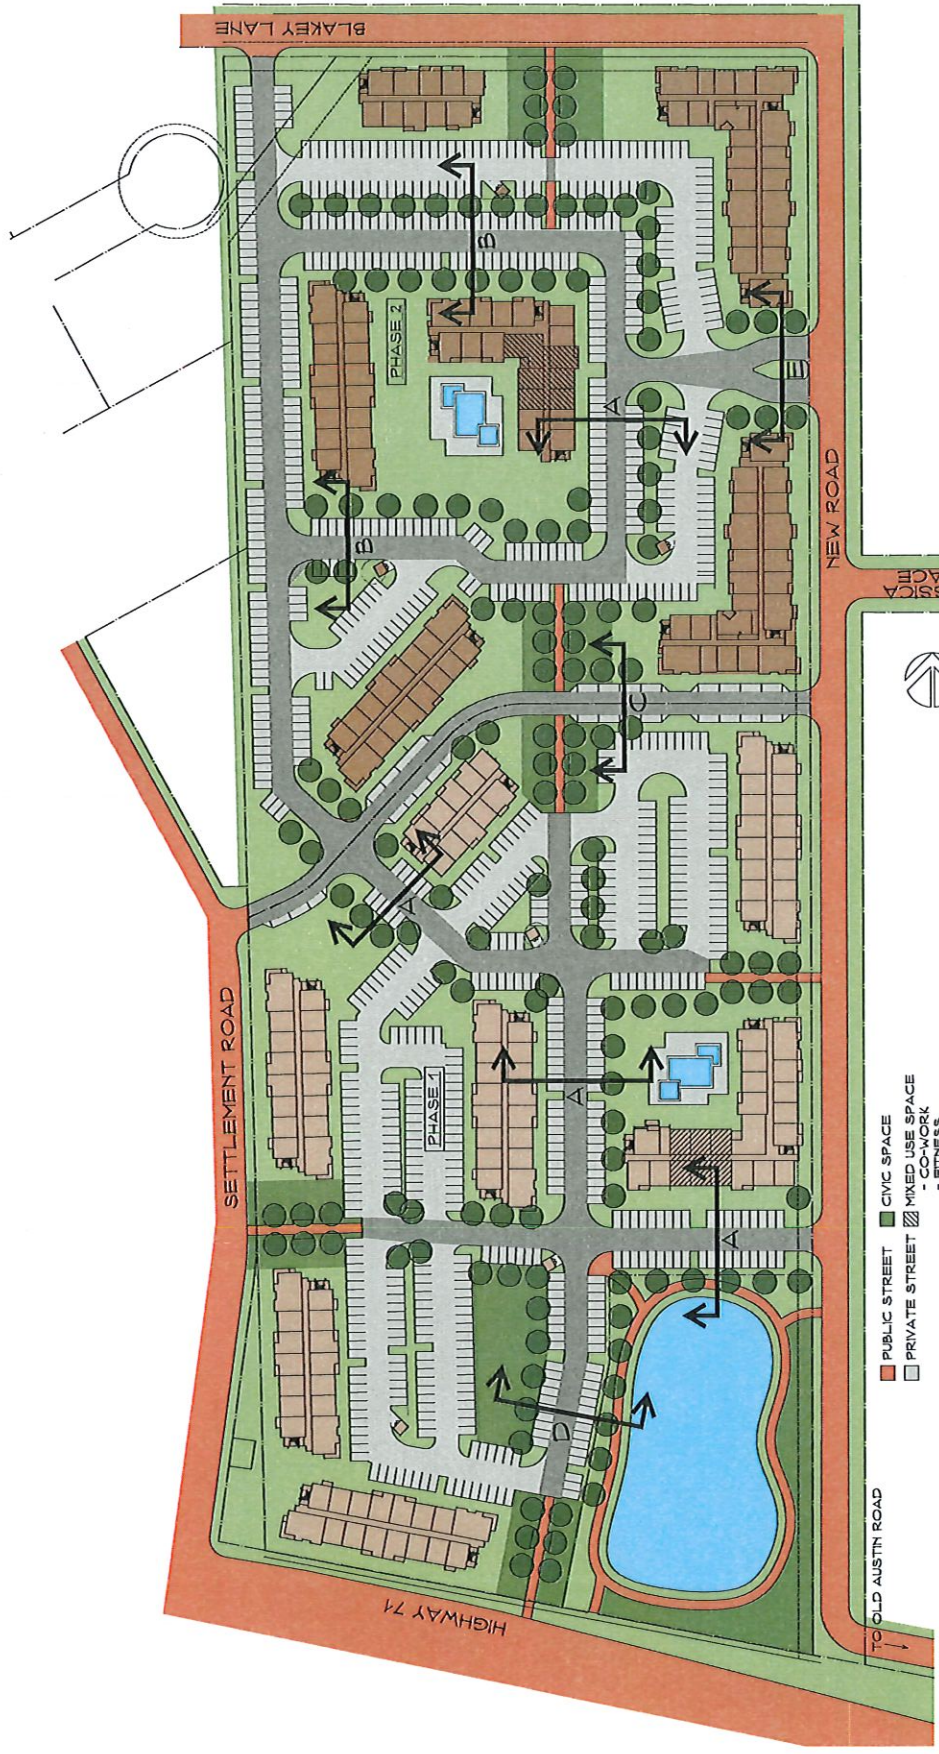 BLAKEY LANE
PHASE 2
B
B
A
E
NEW ROAD
C
A
SETTLEMENT ROAD
PHASE 1
A
A
D
HIGHWAY 71
TO OLD AUSTIN ROAD
PUBLIC STREET
PRIVATE STREET
CIVIC SPACE
MIXED USE SPACE
- CO-WORK